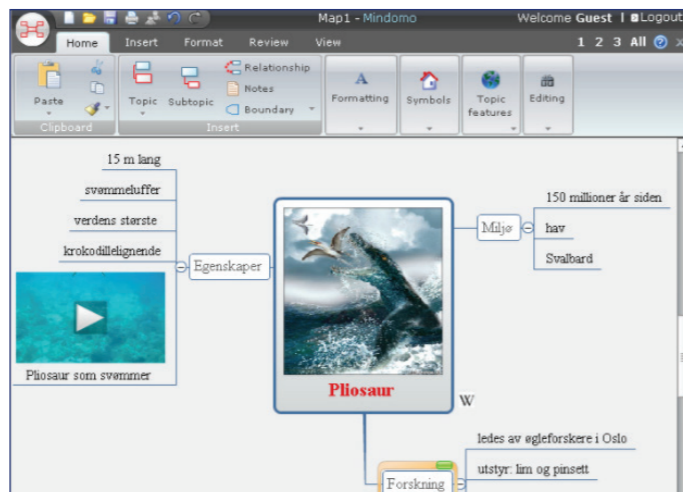 Map1 - Mindomo
Welcome Guest | Logout
Home Insert Format Review View
1 2 3 All ? x
Paste
Clipboard
Topic
Subtopic
Relationship
Notes
Boundary
Insert
A
Formatting
Symbols
Topic
features
Editing
15 m lang
svømmeluffer
verdens største
krokodillelignende
Egenskaper
Pliosaur som svømmer
Pliosaur
W
Miljø
150 millioner år siden
hav
Svalbard
Forskning
ledes av øgleforskere i Oslo
utstyr: lim og pinsett